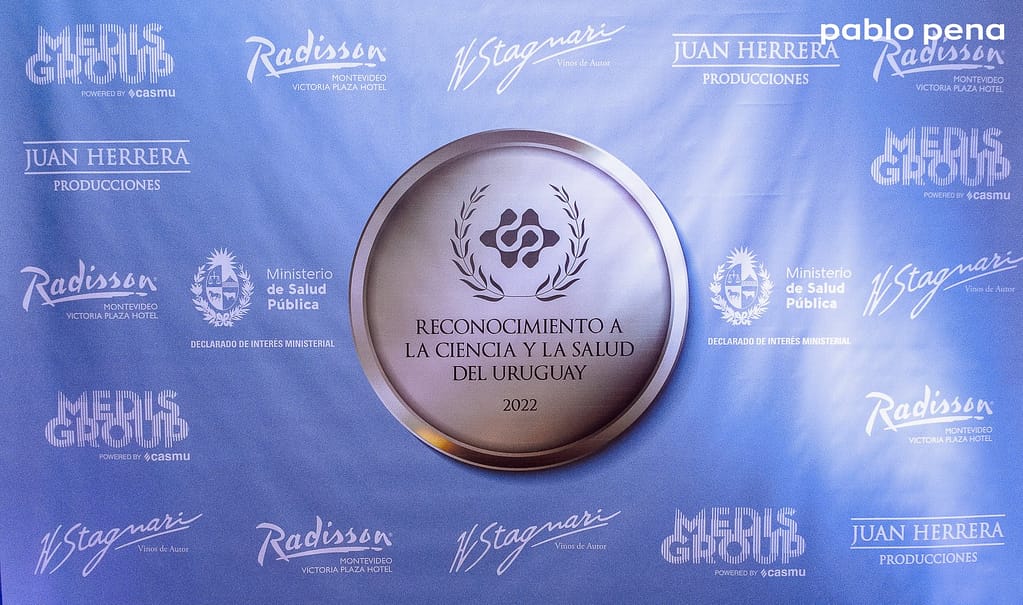 pablo pena
MEDIS
GROUP
POWERED BY casmu
Radisson
MONTEVIDEO
VICTORIA PLAZA HOTEL
H Stagnari
Vinos de Autor
JUAN HERRERA
PRODUCCIONES
Radisson
MONTEVIDEO
VICTORIA PLAZA HOTEL
JUAN HERRERA
PRODUCCIONES
MEDIS
GROUP
POWERED BY casmu
Radisson
MONTEVIDEO
VICTORIA PLAZA HOTEL
Ministerio
de Salud
Pública
DECLARADO DE INTERÉS MINISTERIAL
RECONOCIMIENTO A
LA CIENCIA Y LA SALUD
DEL URUGUAY
2022
Ministerio
de Salud
Pública
DECLARADO DE INTERÉS MINISTERIAL
H Stagnari
Vinos de Autor
MEDIS
GROUP
POWERED BY casmu
Radisson
MONTEVIDEO
VICTORIA PLAZA HOTEL
H Stagnari
Vinos de Autor
Radisson
MONTEVIDEO
VICTORIA PLAZA HOTEL
H Stagnari
Vinos de Autor
MEDIS
GROUP
POWERED BY casmu
JUAN HERRERA
PRODUCCIONES